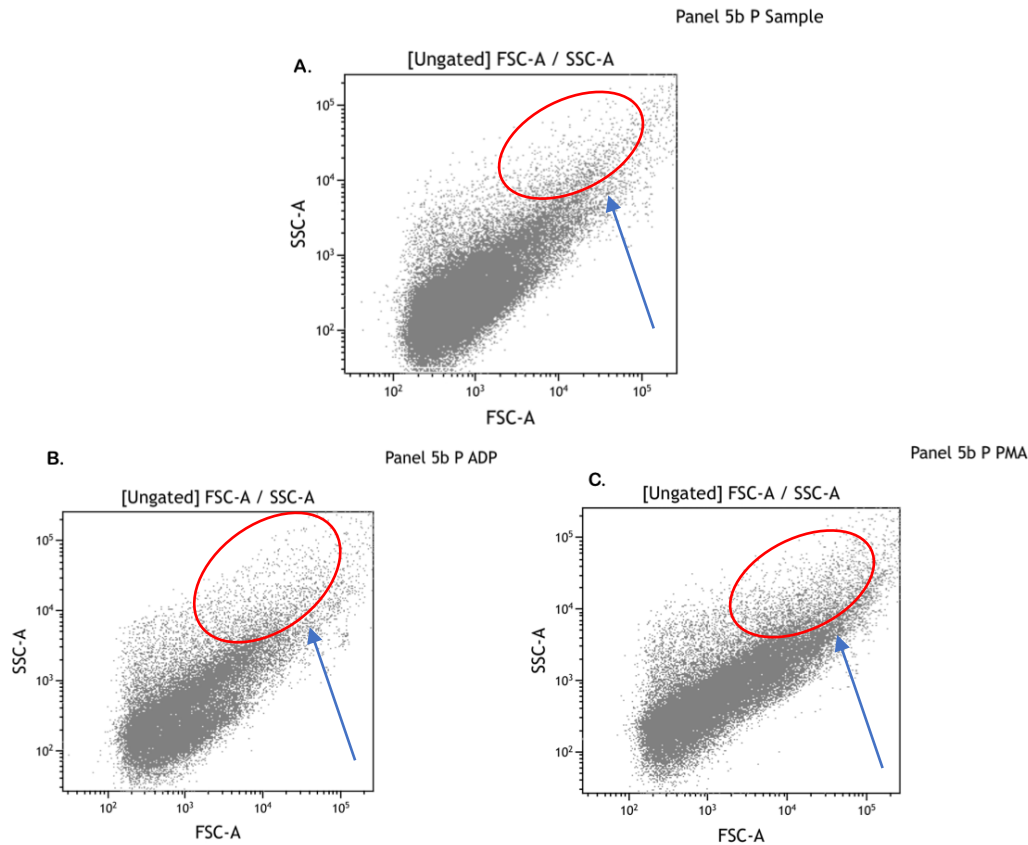 Panel 5b P Sample
A.
[Ungated] FSC-A / SSC-A
10⁵
10⁴
10³
10²
SSC-A
10² 10³ 10⁴ 10⁵
FSC-A
B.
Panel 5b P ADP
[Ungated] FSC-A / SSC-A
10⁵
10⁴
10³
10²
SSC-A
10² 10³ 10⁴ 10⁵
FSC-A
Panel 5b P PMA
C.
[Ungated] FSC-A / SSC-A
10⁵
10⁴
10³
10²
SSC-A
10² 10³ 10⁴ 10⁵
FSC-A